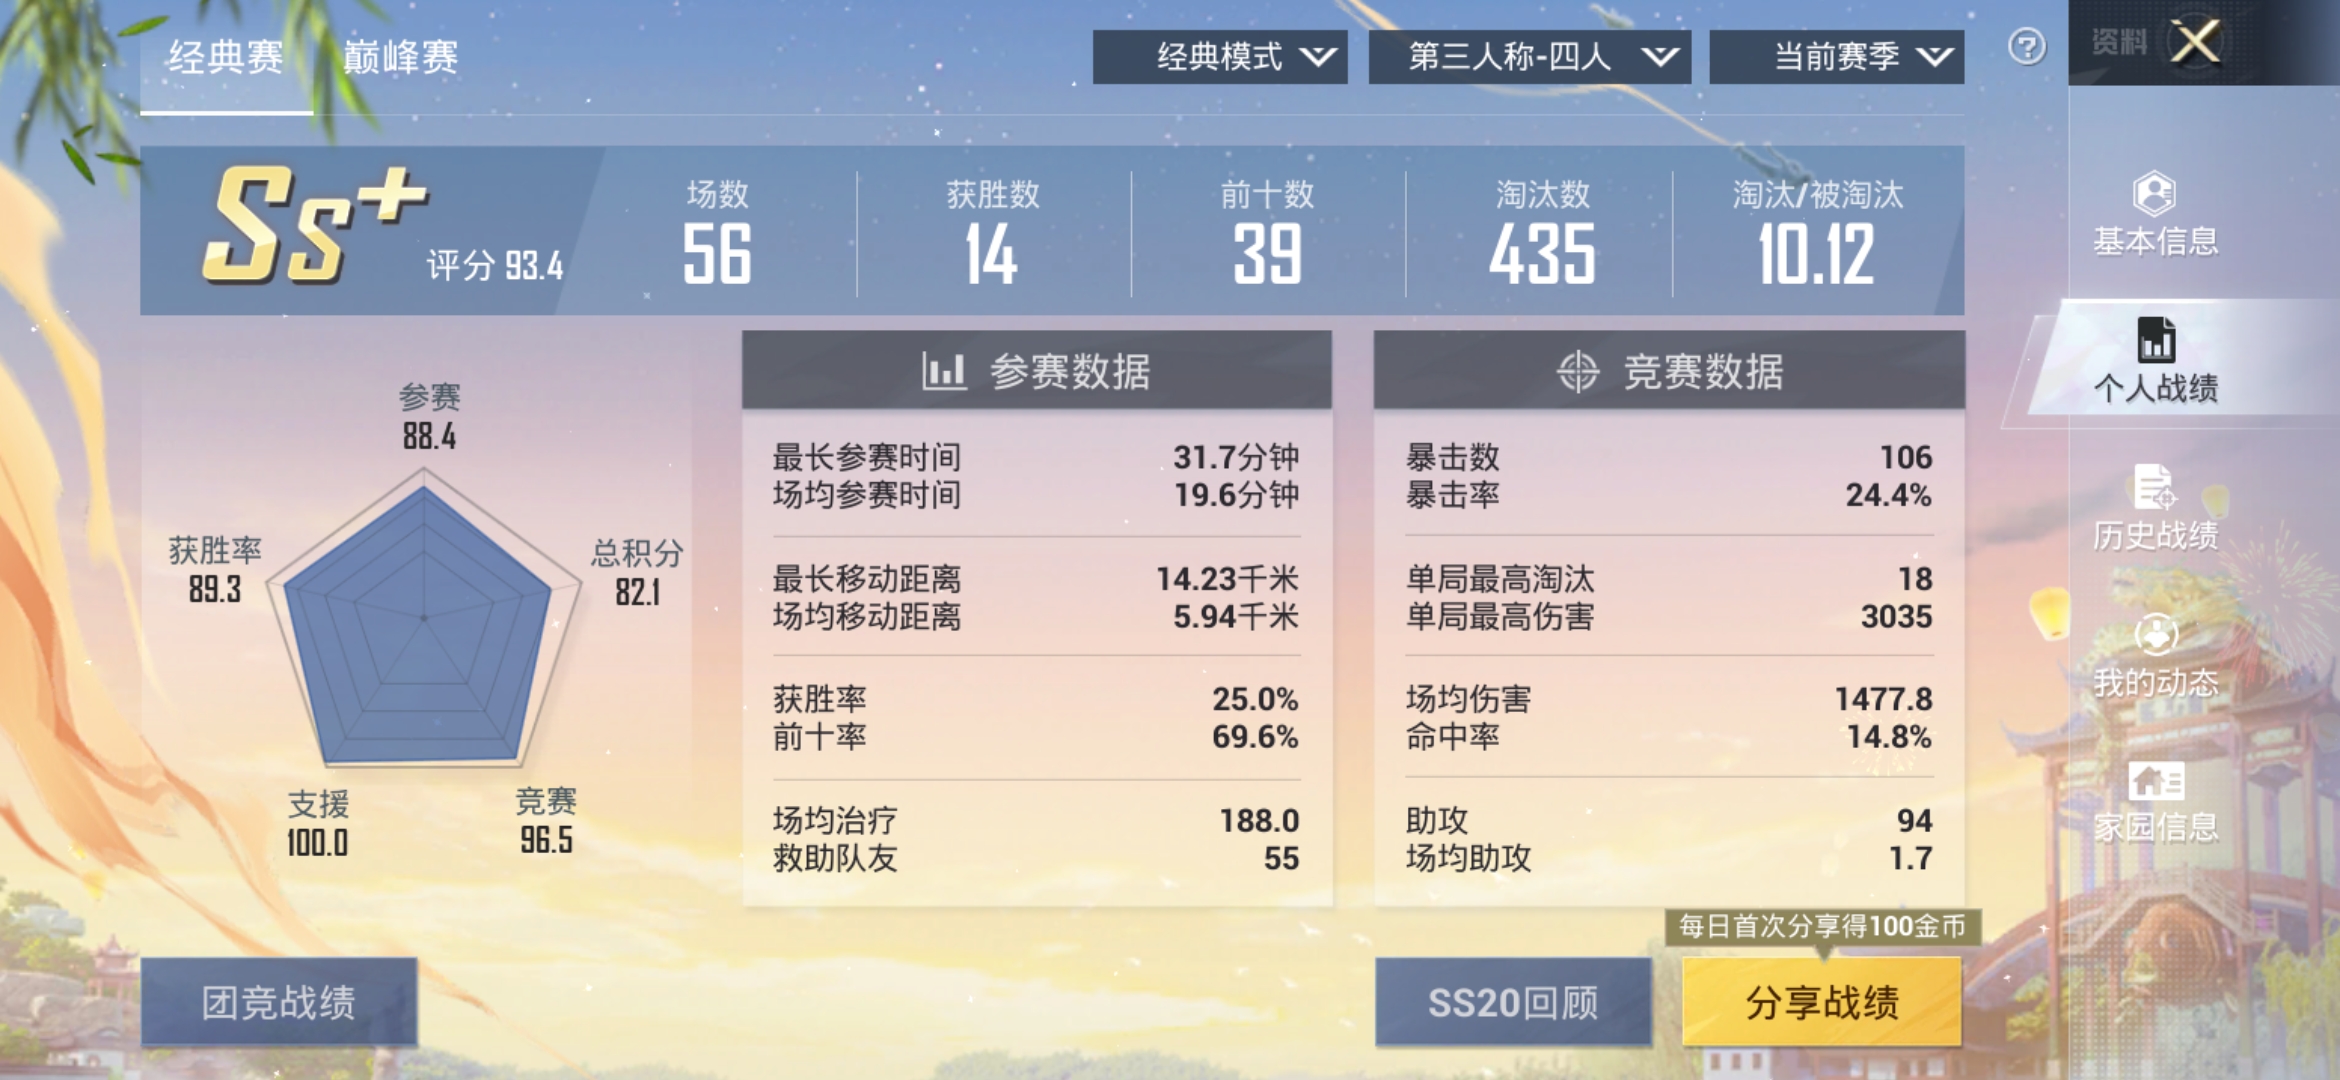 经典赛 巅峰赛 经典模式 第三人称-四人 当前赛季 ? 资料
Ss+ 评分 93.4
场数 获胜数 前十数 淘汰数 淘汰/被淘汰
56 14 39 435 10.12
参赛数据 竞赛数据
参赛
88.4
获胜率
89.3
总积分
82.1
支援
100.0
竞赛
96.5
最长参赛时间 31.7分钟
场均参赛时间 19.6分钟
最长移动距离 14.23千米
场均移动距离 5.94千米
获胜率 25.0%
前十率 69.6%
场均治疗 188.0
救助队友 55
暴击数 106
暴击率 24.4%
单局最高淘汰 18
单局最高伤害 3035
场均伤害 1477.8
命中率 14.8%
助攻 94
场均助攻 1.7
基本信息
个人战绩
历史战绩
我的动态
家园信息
每日首次分享得100金币
团竞战绩 SS20回顾 分享战绩